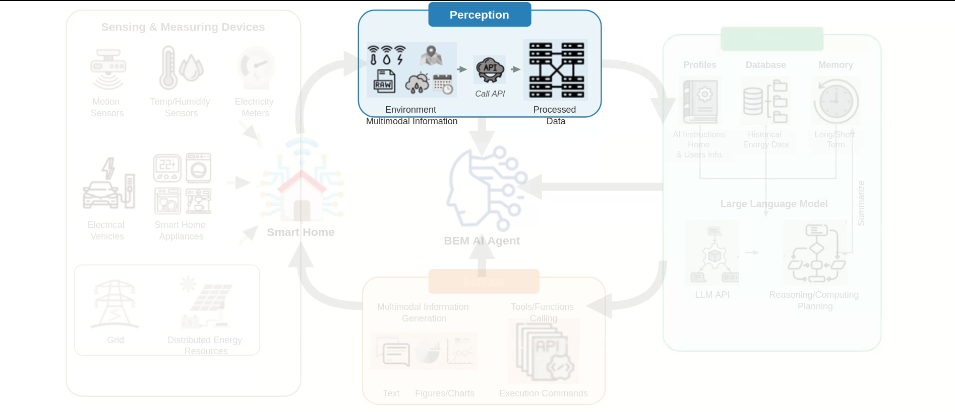 Perception
Sensing & Measuring Devices
Motion
Sensors
Temp/Humidity
Sensors
Electricity
Meters
Electrical
Vehicles
Smart Home
Appliances
Grid
Distributed Energy
Resources
Smart Home
RAW
API
Call API
Environment
Multimodal Information
Processed
Data
BEM AI Agent
Multimodal Information
Generation
Tools/Functions
Calling
API
Text
Figures/Charts
Execution Commands
Profiles
Database
Memory
AI Instructions
Home
& Users Info.
Historical
Energy Data
Long/Short
Term
Large Language Model
Summarize
LLM API
Reasoning/Computing
Planning